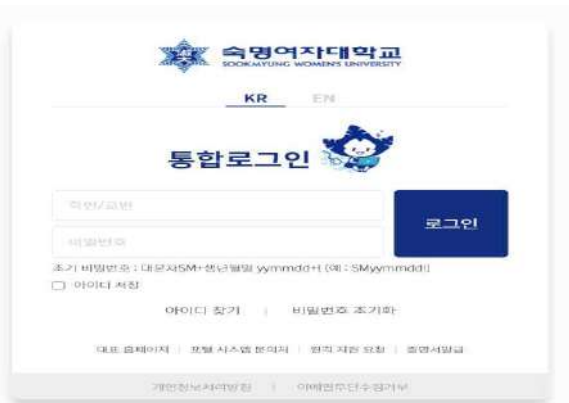 숙명여자대학교
SOOKMYUNG WOMEN'S UNIVERSITY
KR EN
통합로그인
학번/교번
로그인
비밀번호
초기 비밀번호 : 대문자SM+생년월일 yymmdd+! (예 : SMyymmdd!)
아이디 저장
아이디 찾기 | 비밀번호 초기화
대표 홈페이지 | 포털 시스템 문의처 | 원격 지원 요청 | 증명서발급
개인정보처리방침 | 이메일무단수집거부